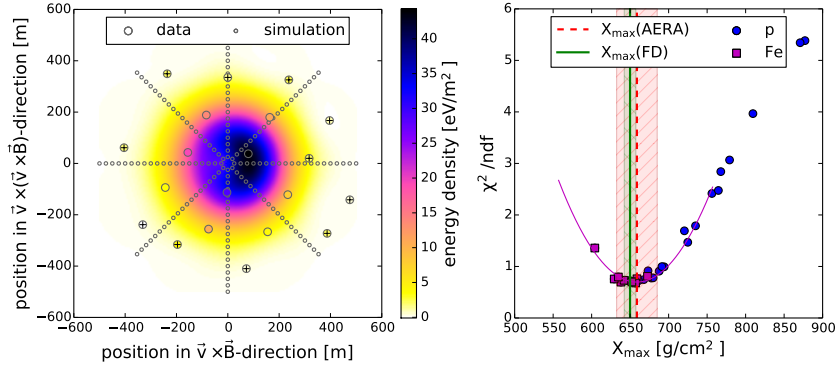 600
400
200
0
−200
−400
−600
−600 −400 −200 0 200 400 600
position in v⃗ ×(v⃗ ×B⃗)-direction [m]
position in v⃗ ×B⃗-direction [m]
data simulation
40
35
30
25
20
15
10
5
0
energy density [eV/m²]
X_max(AERA) p
X_max(FD) Fe
6
5
4
3
2
1
0
χ² /ndf
500 550 600 650 700 750 800 850 900
X_max [g/cm² ]